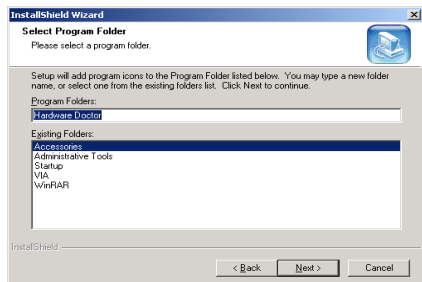 InstallShield Wizard
Select Program Folder
Please select a program folder.
Setup will add program icons to the Program Folder listed below. You may type a new folder
name, or select one from the existing folders list. Click Next to continue.
Program Folders:
Hardware Doctor
Existing Folders:
Accessories
Administrative Tools
Startup
VIA
WinRAR
InstallShield
< Back
Next >
Cancel